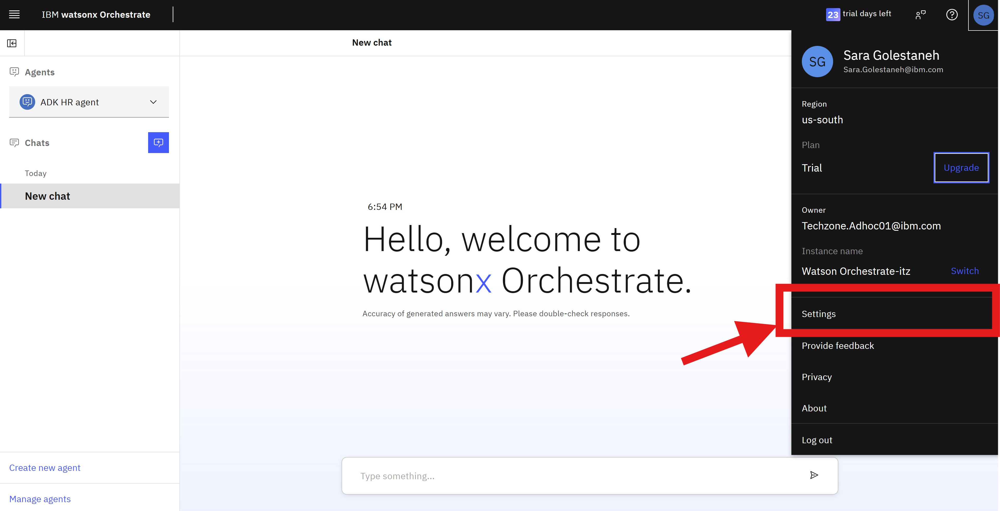 IBM watsonx Orchestrate
23 trial days left
SG
New chat
Agents
ADK HR agent
Chats
Today
New chat
Create new agent
Manage agents
6:54 PM
Hello, welcome to
watsonx Orchestrate.
Accuracy of generated answers may vary. Please double-check responses.
Type something...
SG
Sara Golestaneh
Sara.Golestaneh@ibm.com
Region
us-south
Plan
Trial
Upgrade
Owner
Techzone.Adhoc01@ibm.com
Instance name
Watson Orchestrate-itz
Switch
Settings
Provide feedback
Privacy
About
Log out